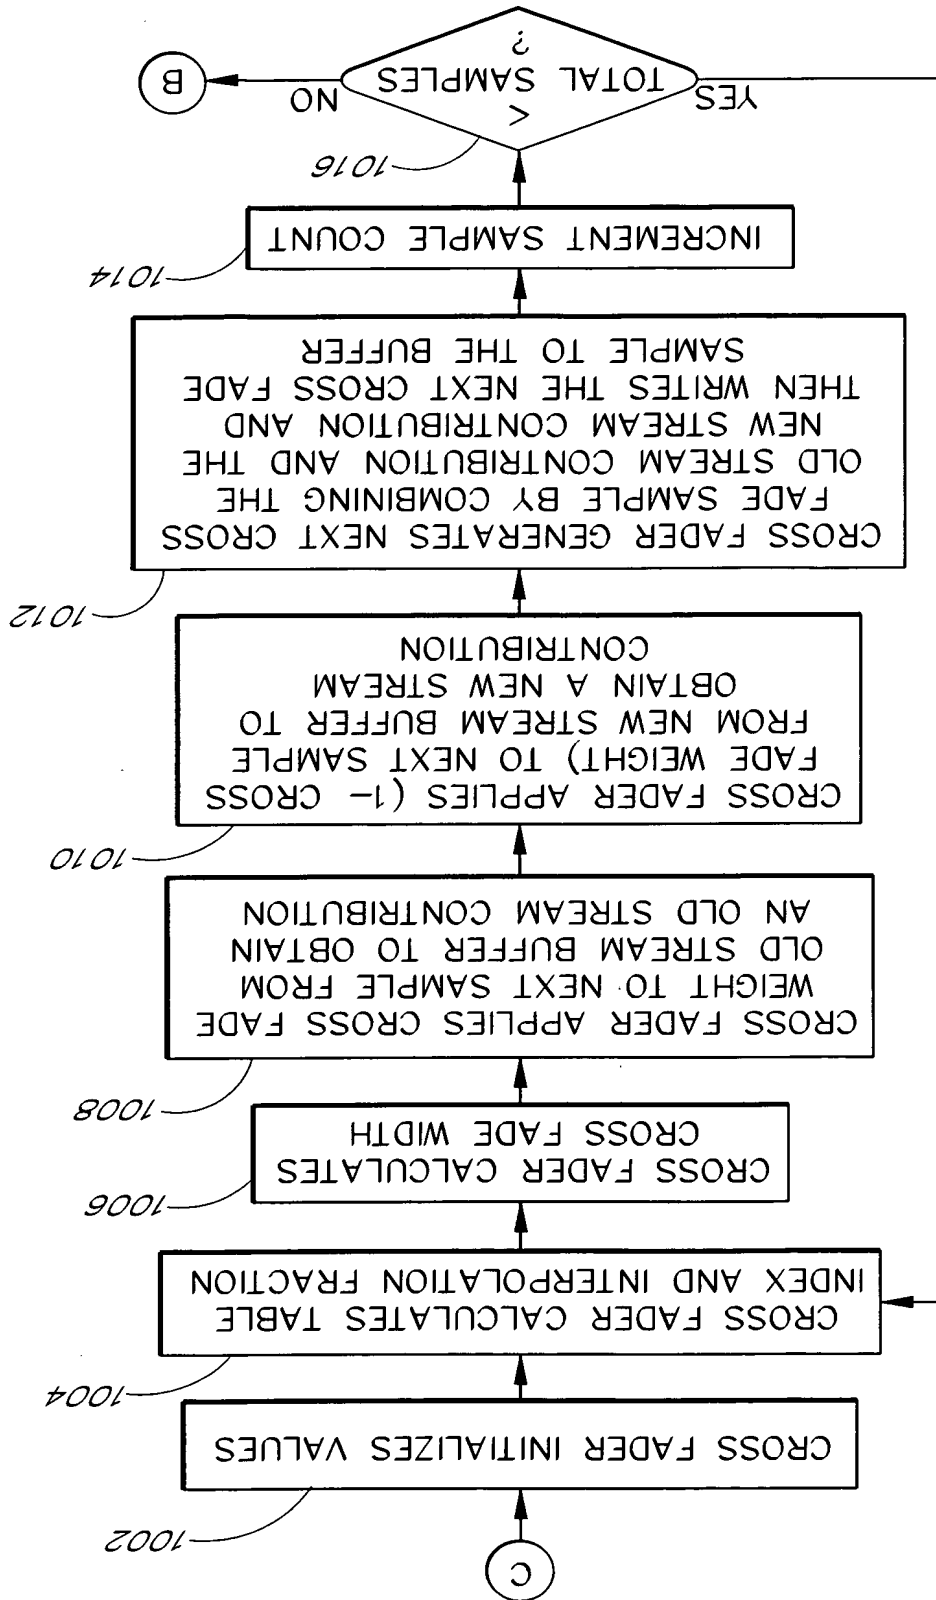 C
1002
CROSS FADER INITIALIZES VALUES
1004
CROSS FADER CALCULATES TABLE
INDEX AND INTERPOLATION FRACTION
1006
CROSS FADER CALCULATES
CROSS FADE WIDTH
1008
CROSS FADER APPLIES CROSS FADE
WEIGHT TO NEXT SAMPLE FROM
OLD STREAM BUFFER TO OBTAIN
AN OLD STREAM CONTRIBUTION
1010
CROSS FADER APPLIES (1- CROSS
FADE WEIGHT) TO NEXT SAMPLE
FROM NEW STREAM BUFFER TO
OBTAIN A NEW STREAM
CONTRIBUTION
1012
CROSS FADER GENERATES NEXT CROSS
FADE SAMPLE BY COMBINING THE
OLD STREAM CONTRIBUTION AND THE
NEW STREAM CONTRIBUTION AND
THEN WRITES THE NEXT CROSS FADE
SAMPLE TO THE BUFFER
1014
INCREMENT SAMPLE COUNT
1016
<
TOTAL SAMPLES
?
YES
NO
B